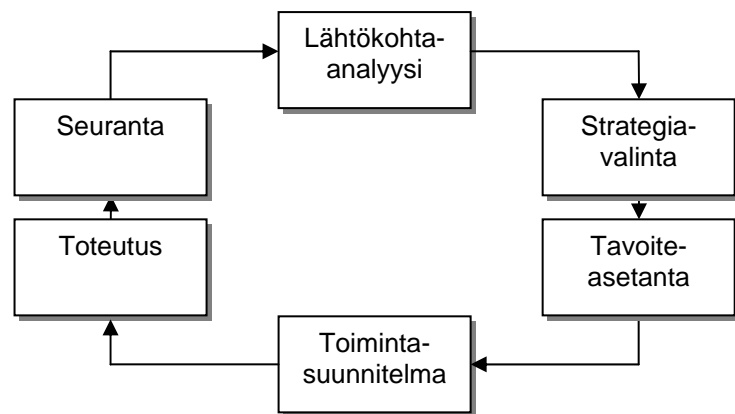 Lähtökohta-
analyysi
Strategia-
valinta
Tavoite-
asetanta
Toiminta-
suunnitelma
Toteutus
Seuranta